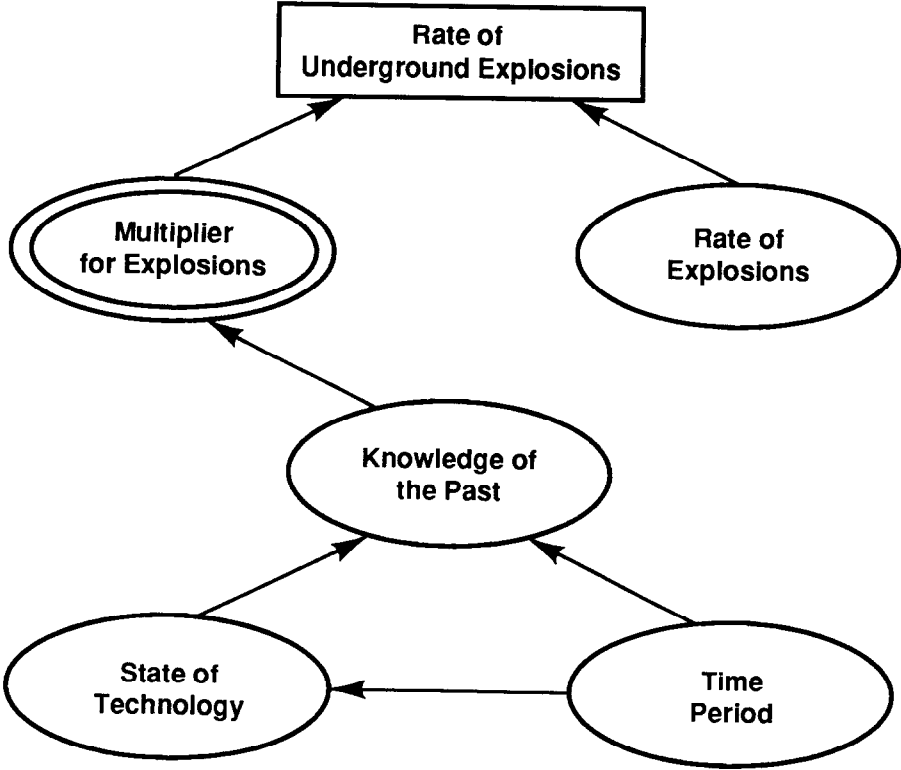 Rate of
Underground Explosions
Multiplier
for Explosions
Rate of
Explosions
Knowledge of
the Past
State of
Technology
Time
Period